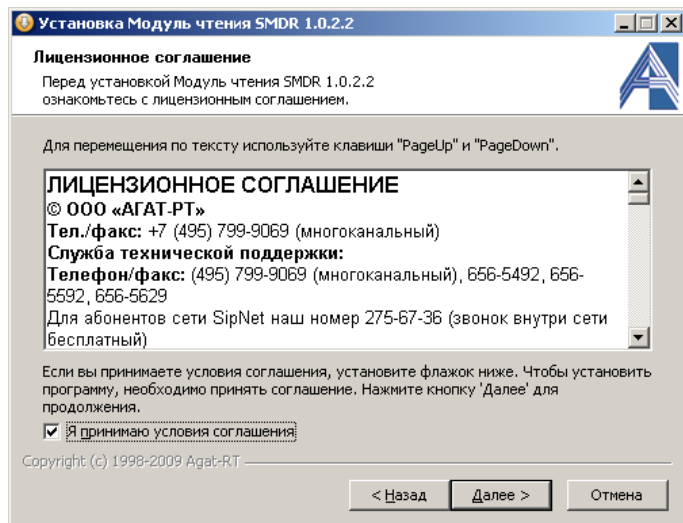 Установка Модуль чтения SMDR 1.0.2.2
Лицензионное соглашение
Перед установкой Модуль чтения SMDR 1.0.2.2
ознакомьтесь с лицензионным соглашением.
Для перемещения по тексту используйте клавиши "PageUp" и "PageDown".
ЛИЦЕНЗИОННОЕ СОГЛАШЕНИЕ
© ООО «АГАТ-РТ»
Тел./факс: +7 (495) 799-9069 (многоканальный)
Служба технической поддержки:
Телефон/факс: (495) 799-9069 (многоканальный), 656-5492, 656-
5592, 656-5629
Для абонентов сети SipNet наш номер 275-67-36 (звонок внутри сети
бесплатный)
Если вы принимаете условия соглашения, установите флажок ниже. Чтобы установить
программу, необходимо принять соглашение. Нажмите кнопку 'Далее' для
продолжения.
Я принимаю условия соглашения
Copyright (c) 1998-2009 Agat-RT
< Назад Далее > Отмена